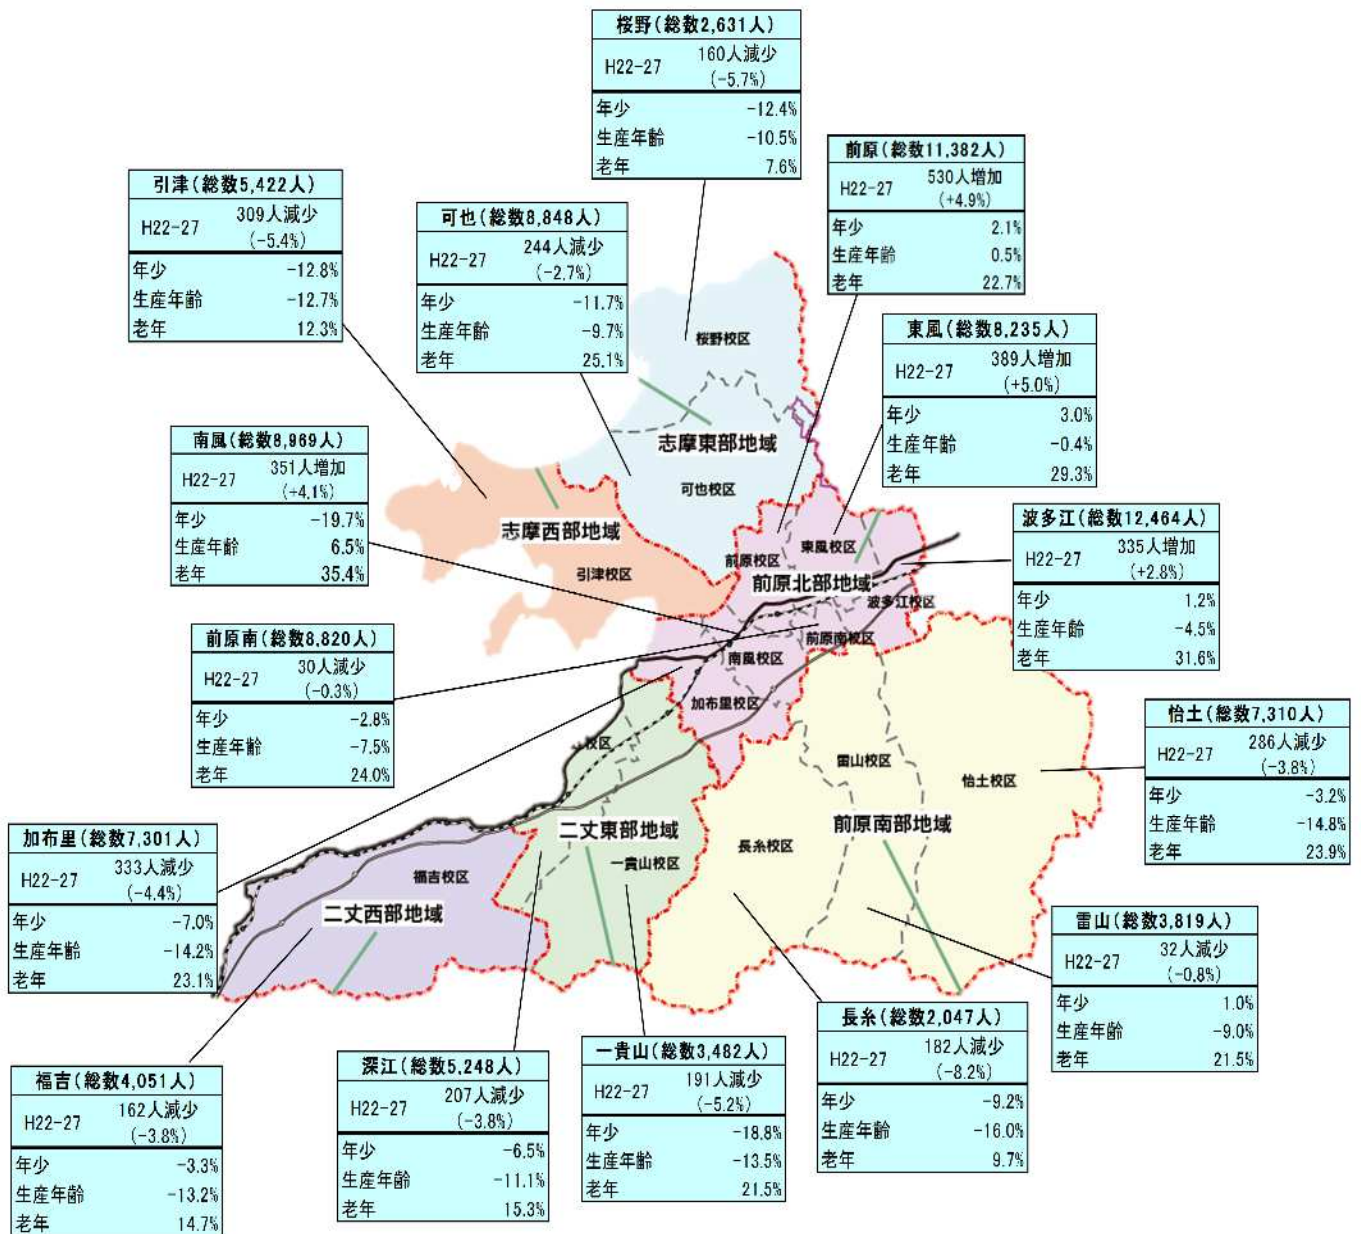 桜野(総数2,631人)
H22-27 160人減少
(-5.7%)
年少 -12.4%
生産年齢 -10.5%
老年 7.6%
前原(総数11,382人)
H22-27 530人増加
(+4.9%)
年少 2.1%
生産年齢 0.5%
老年 22.7%
引津(総数5,422人)
H22-27 309人減少
(-5.4%)
年少 -12.8%
生産年齢 -12.7%
老年 12.3%
可也(総数8,848人)
H22-27 244人減少
(-2.7%)
年少 -11.7%
生産年齢 -9.7%
老年 25.1%
東風(総数8,235人)
H22-27 389人増加
(+5.0%)
年少 3.0%
生産年齢 -0.4%
老年 29.3%
南風(総数8,969人)
H22-27 351人増加
(+4.1%)
年少 -19.7%
生産年齢 6.5%
老年 35.4%
波多江(総数12,464人)
H22-27 335人増加
(+2.8%)
年少 1.2%
生産年齢 -4.5%
老年 31.6%
前原南(総数8,820人)
H22-27 30人減少
(-0.3%)
年少 -2.8%
生産年齢 -7.5%
老年 24.0%
怡土(総数7,310人)
H22-27 286人減少
(-3.8%)
年少 -3.2%
生産年齢 -14.8%
老年 23.9%
加布里(総数7,301人)
H22-27 333人減少
(-4.4%)
年少 -7.0%
生産年齢 -14.2%
老年 23.1%
雷山(総数3,819人)
H22-27 32人減少
(-0.8%)
年少 1.0%
生産年齢 -9.0%
老年 21.5%
長糸(総数2,047人)
H22-27 182人減少
(-8.2%)
年少 -9.2%
生産年齢 -16.0%
老年 9.7%
一貴山(総数3,482人)
H22-27 191人減少
(-5.2%)
年少 -18.8%
生産年齢 -13.5%
老年 21.5%
深江(総数5,248人)
H22-27 207人減少
(-3.8%)
年少 -6.5%
生産年齢 -11.1%
老年 15.3%
福吉(総数4,051人)
H22-27 162人減少
(-3.8%)
年少 -3.3%
生産年齢 -13.2%
老年 14.7%
桜野校区
志摩東部地域
可也校区
志摩西部地域
引津校区
東風校区
前原校区
前原北部地域
波多江校区
前原南校区
南風校区
加布里校区
校区
雷山校区
怡土校区
前原南部地域
長糸校区
二丈東部地域
一貴山校区
福吉校区
二丈西部地域